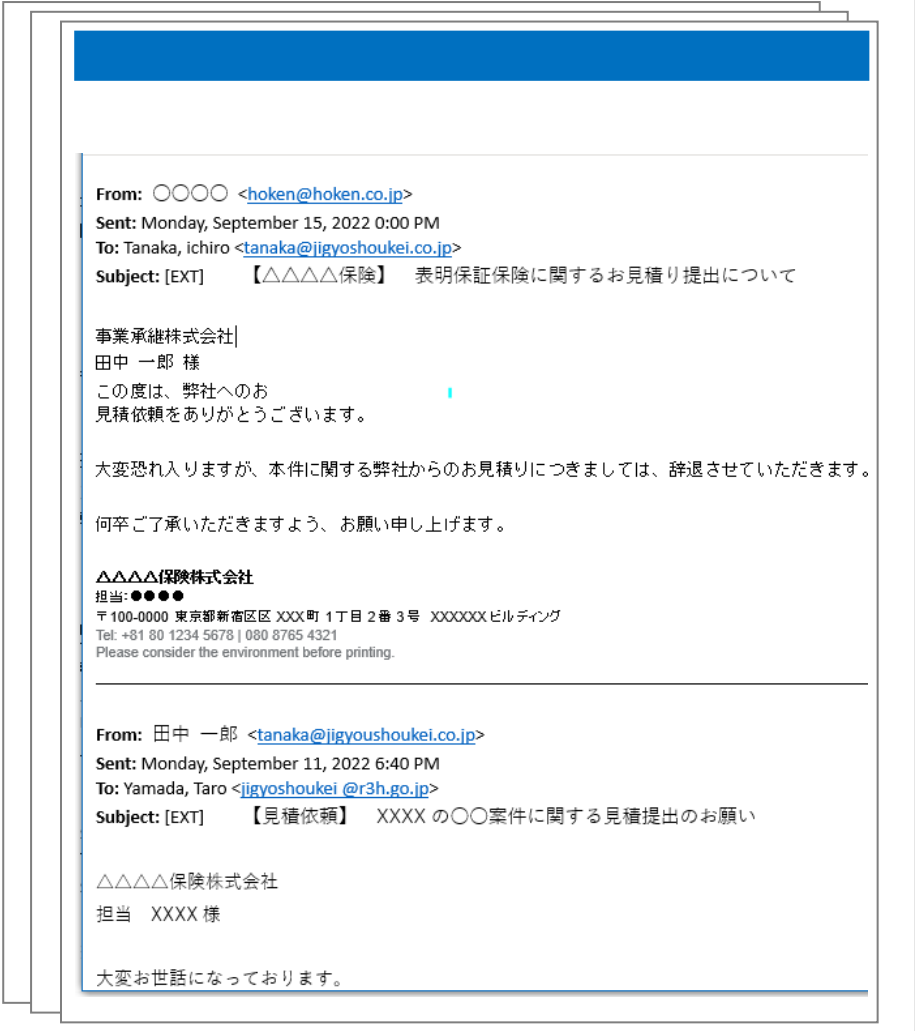 From: 〇〇〇〇 <hoken@hoken.co.jp>
Sent: Monday, September 15, 2022 0:00 PM
To: Tanaka, ichiro <tanaka@jigyoshoukei.co.jp>
Subject: [EXT] 【△△△△保険】 表明保証保険に関するお見積り提出について
事業承継株式会社
田中 一郎 様
この度は、弊社へのお
見積依頼をありがとうございます。
大変恐れ入りますが、本件に関する弊社からのお見積りにつきましては、辞退させていただきます。
何卒ご了承いただきますよう、お願い申し上げます。
△△△△保険株式会社
担当:●●●●
〒100-0000 東京都新宿区区 XXX町 1丁目2番3号 XXXXXXビルディング
Tel: +81 80 1234 5678 | 080 8765 4321
Please consider the environment before printing.
From: 田中 一郎 <tanaka@jigyoushoukei.co.jp>
Sent: Monday, September 11, 2022 6:40 PM
To: Yamada, Taro <jigyoshoukei @r3h.go.jp>
Subject: [EXT] 【見積依頼】 XXXX の〇〇案件に関する見積提出のお願い
△△△△保険株式会社
担当 XXXX 様
大変お世話になっております。